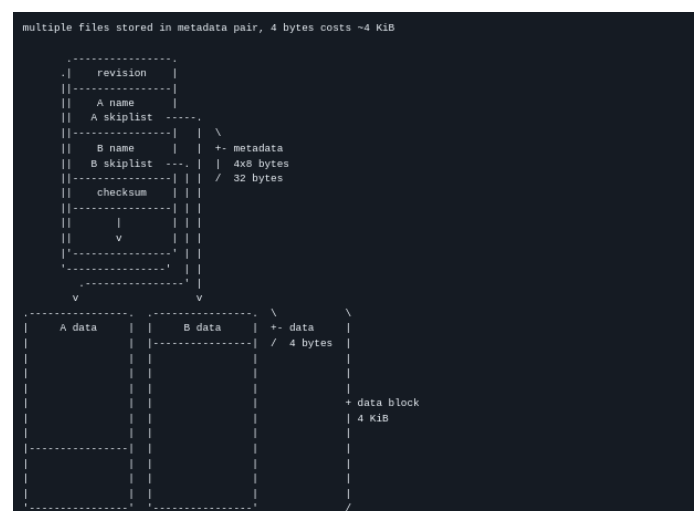 multiple files stored in metadata pair, 4 bytes costs ~4 KiB
revision
A name
A skiplist
B name +- metadata
B skiplist 4x8 bytes
checksum 32 bytes
v
v v
A data B data +- data
4 bytes
+ data block
4 KiB